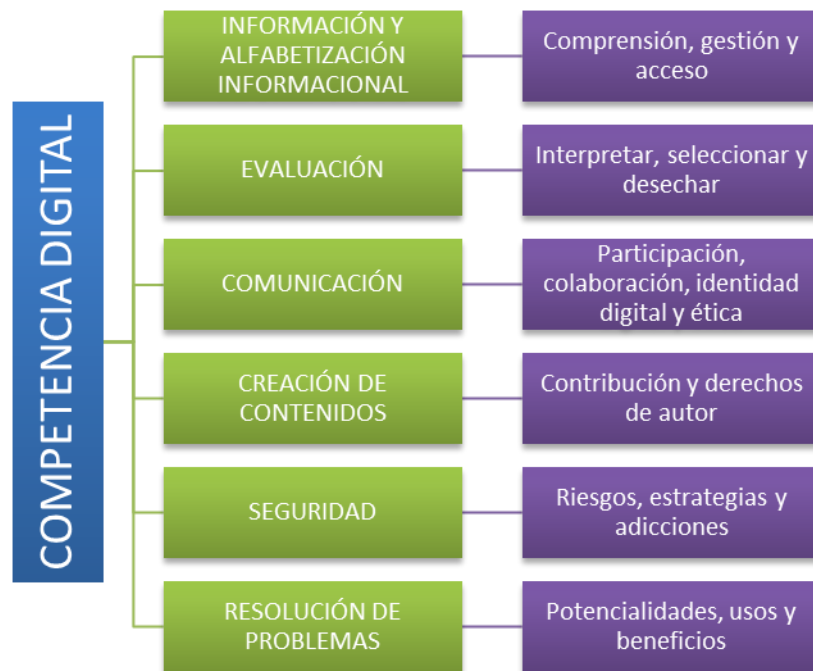 COMPETENCIA DIGITAL
INFORMACIÓN Y
ALFABETIZACIÓN
INFORMACIONAL
Comprensión, gestión y
acceso
EVALUACIÓN
Interpretar, seleccionar y
desechar
COMUNICACIÓN
Participación,
colaboración, identidad
digital y ética
CREACIÓN DE
CONTENIDOS
Contribución y derechos
de autor
SEGURIDAD
Riesgos, estrategias y
adicciones
RESOLUCIÓN DE
PROBLEMAS
Potencialidades, usos y
beneficios